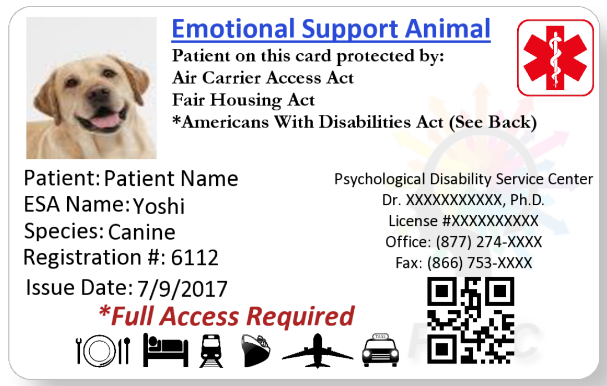 Emotional Support Animal
Patient on this card protected by:
Air Carrier Access Act
Fair Housing Act
*Americans With Disabilities Act (See Back)
Patient: Patient Name
ESA Name: Yoshi
Species: Canine
Registration #: 6112
Issue Date: 7/9/2017
Psychological Disability Service Center
Dr. XXXXXXXXXXX, Ph.D.
License #XXXXXXXXXX
Office: (877) 274-XXXX
Fax: (866) 753-XXXX
*Full Access Required
TAXI